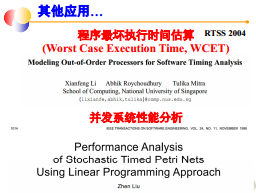 其他应用…
程序最坏执行时间估算 RTSS 2004
(Worst Case Execution Time, WCET)
Modeling Out-of-Order Processors for Software Timing Analysis
Xianfeng Li Abhik Roychoudhury Tulika Mitra
School of Computing, National University of Singapore
{lixianfe,abhik,tulika}@comp.nus.edu.sg
并发系统性能分析
IEEE TRANSACTIONS ON SOFTWARE ENGINEERING, VOL. 24, NO. 11, NOVEMBER 1998
Performance Analysis
of Stochastic Timed Petri Nets
Using Linear Programming Approach
Zhen Liu